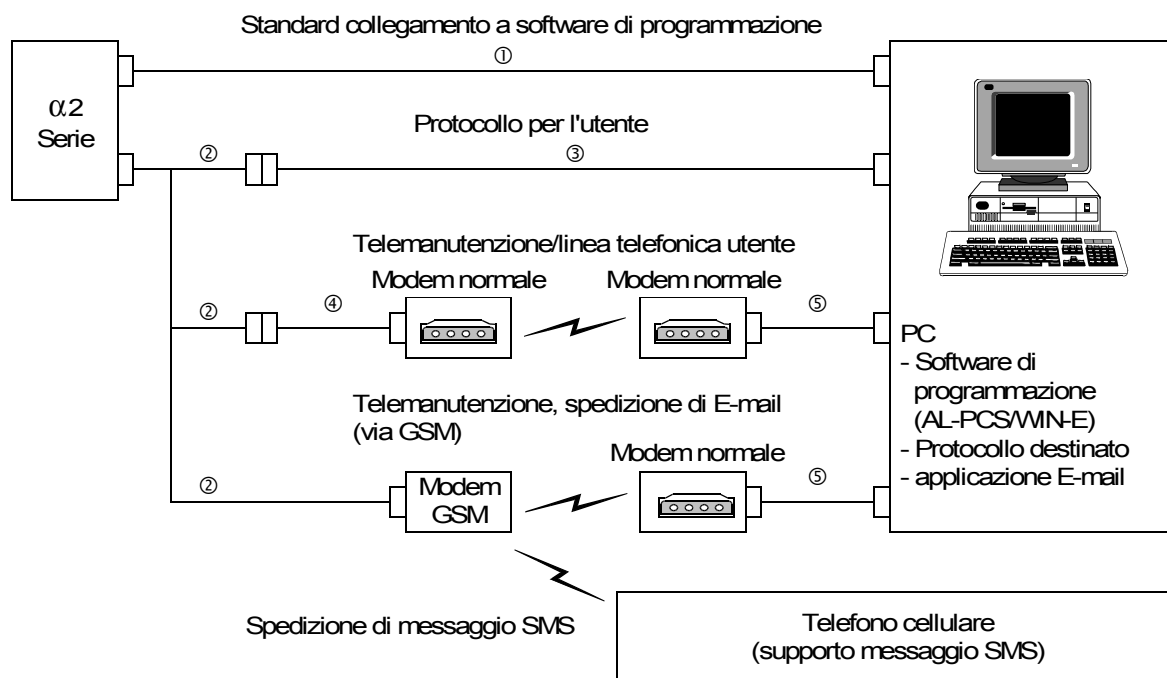 Standard collegamento a software di programmazione
①
α2
Serie
Protocollo per l'utente
②
③
Telemanutenzione/linea telefonica utente
Modem normale
Modem normale
②
④
⑤
PC
- Software di
programmazione
(AL-PCS/WIN-E)
- Protocollo destinato
- applicazione E-mail
Telemanutenzione, spedizione di E-mail
(via GSM)
Modem normale
②
Modem
GSM
⑤
Spedizione di messaggio SMS
Telefono cellulare
(supporto messaggio SMS)